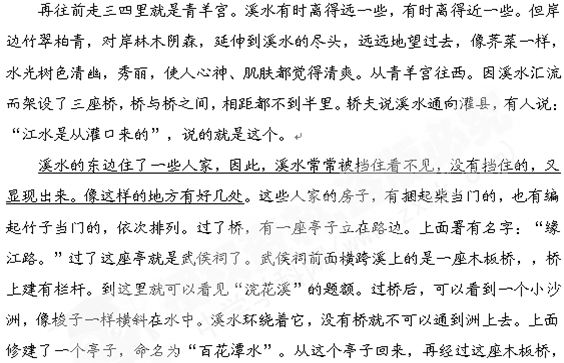 再往前走三四里就是青羊宫。溪水有时离得远一些，有时离得近一些。但岸
边竹翠柏青，对岸林木阴森，延伸到溪水的尽头，远远地望过去，像荠菜一样，
水光树色清幽，秀丽，使人心神、肌肤都觉得清爽。从青羊宫往西。因溪水汇流
而架设了三座桥，桥与桥之间，相距都不到半里。轿夫说溪水通向灌县，有人说：
“江水是从灌口来的”，说的就是这个。
溪水的东边住了一些人家，因此，溪水常常被挡住看不见，没有挡住的，又
显现出来。像这样的地方有好几处。这些人家的房子，有捆起柴当门的，也有编
起竹子当门的，依次排列。过了桥，有一座亭子立在路边。上面署有名字：“缘
江路。”过了这座亭就是武侯祠了。武侯祠前面横跨溪上的是一座木板桥，，桥
上建有栏杆。到这里就可以看见“浣花溪”的题额。过桥后，可以看到一个小沙
洲，像梭子一样横斜在水中。溪水环绕着它，没有桥就不可以通到洲上去。上面
修建了一个亭子，命名为“百花潭水”。从这个亭子回来，再经过这座木板桥，